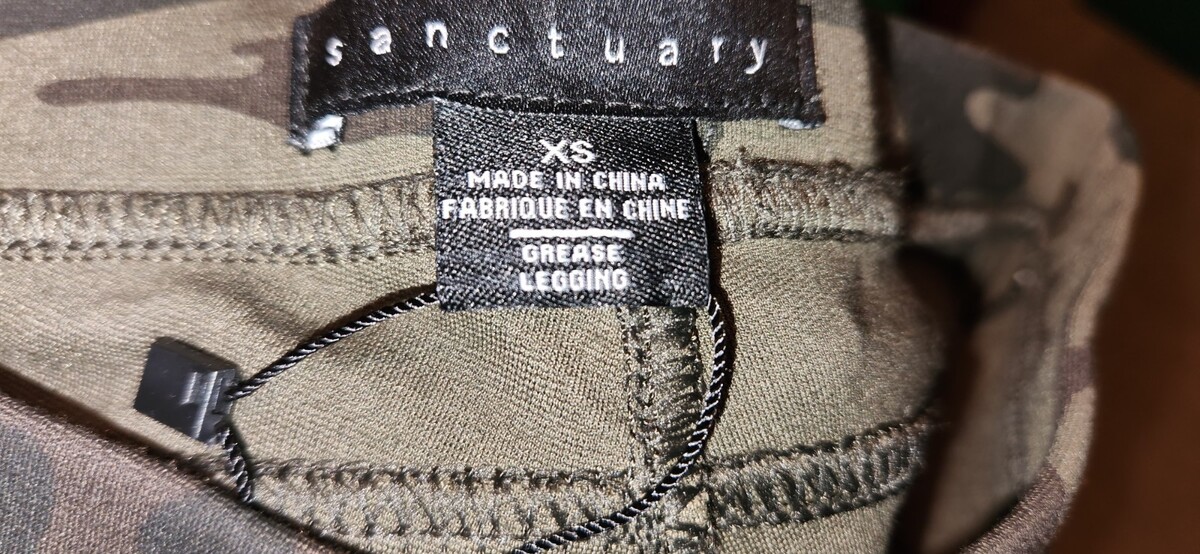 sanctuary
XS
MADE IN CHINA
FABRIQUE EN CHINE
GREASE
LEGGING